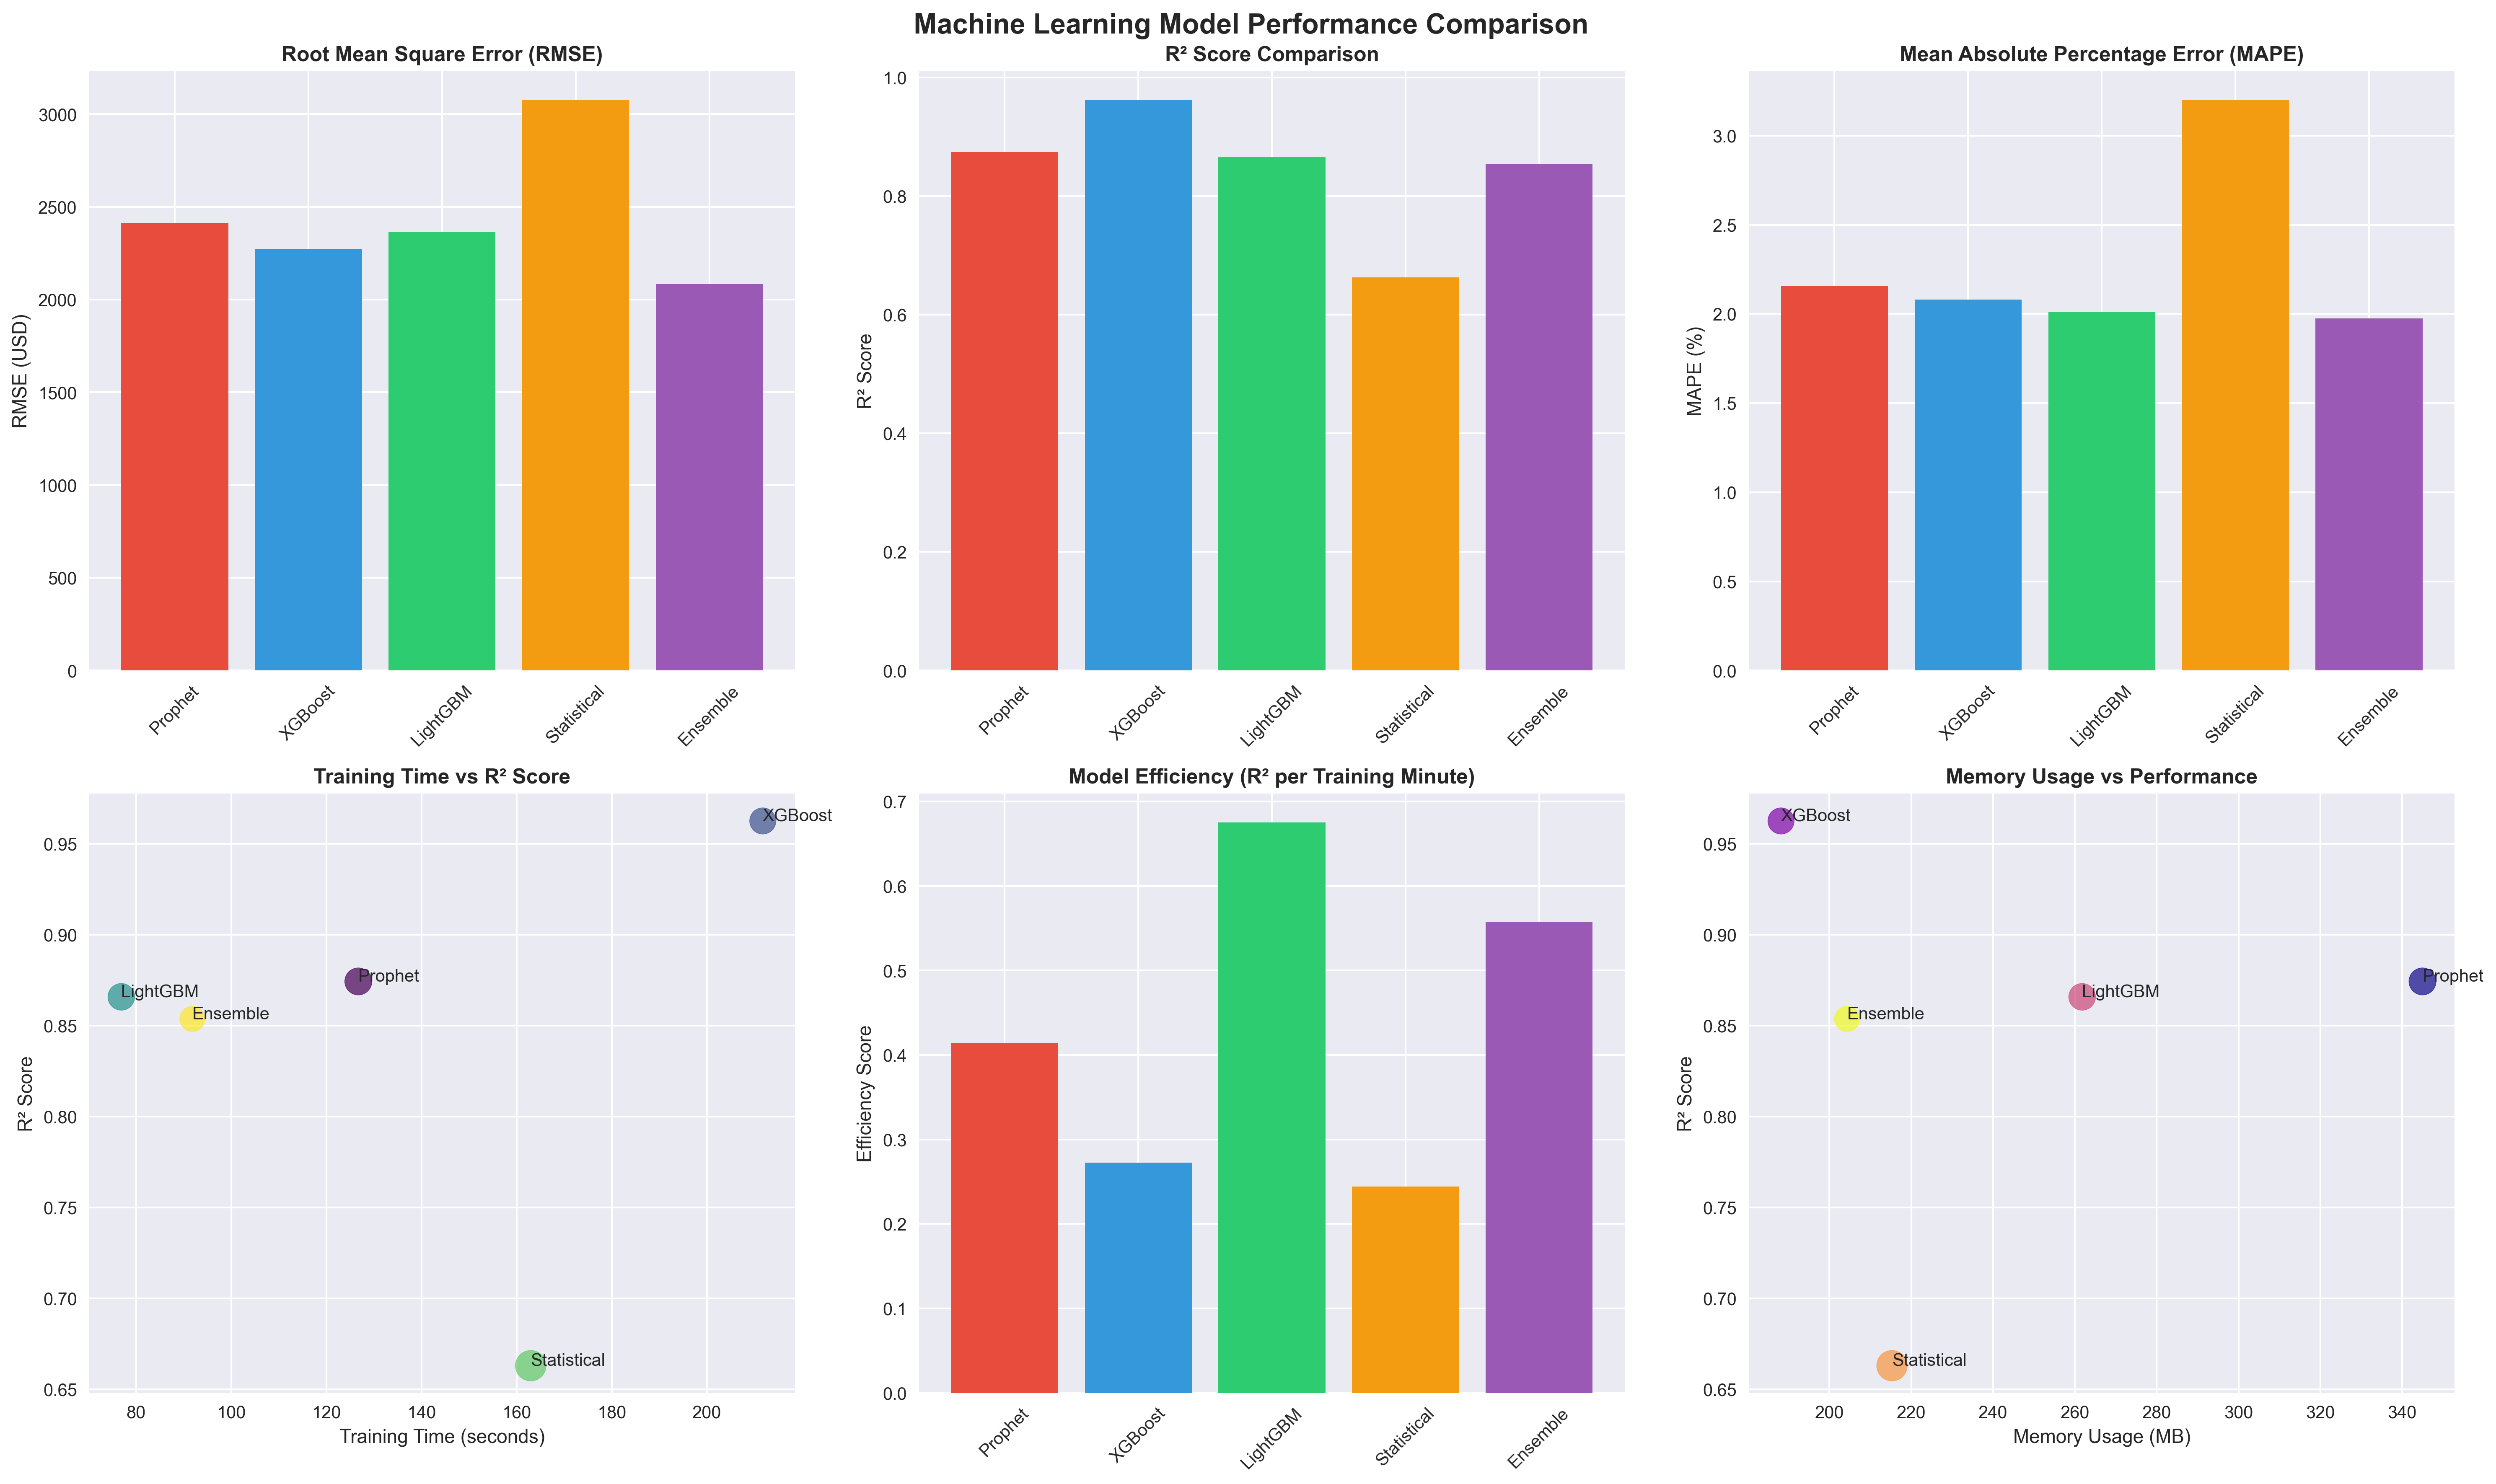 Machine Learning Model Performance Comparison
Root Mean Square Error (RMSE)
RMSE (USD)
3000
2500
2000
1500
1000
500
0
Prophet
XGBoost
LightGBM
Statistical
Ensemble
R² Score Comparison
R² Score
1.0
0.8
0.6
0.4
0.2
0.0
Prophet
XGBoost
LightGBM
Statistical
Ensemble
Mean Absolute Percentage Error (MAPE)
MAPE (%)
3.0
2.5
2.0
1.5
1.0
0.5
0.0
Prophet
XGBoost
LightGBM
Statistical
Ensemble
Training Time vs R² Score
R² Score
0.95
0.90
0.85
0.80
0.75
0.70
0.65
XGBoost
Prophet
LightGBM
Ensemble
Statistical
80
100
120
140
160
180
200
Training Time (seconds)
Model Efficiency (R² per Training Minute)
Efficiency Score
0.7
0.6
0.5
0.4
0.3
0.2
0.1
0.0
Prophet
XGBoost
LightGBM
Statistical
Ensemble
Memory Usage vs Performance
R² Score
0.95
0.90
0.85
0.80
0.75
0.70
0.65
XGBoost
Prophet
LightGBM
Ensemble
Statistical
200
220
240
260
280
300
320
340
Memory Usage (MB)